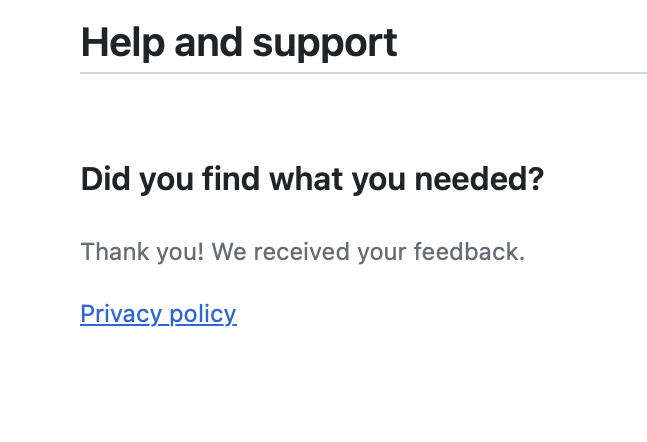 Help and support
Did you find what you needed?
Thank you! We received your feedback.
Privacy policy